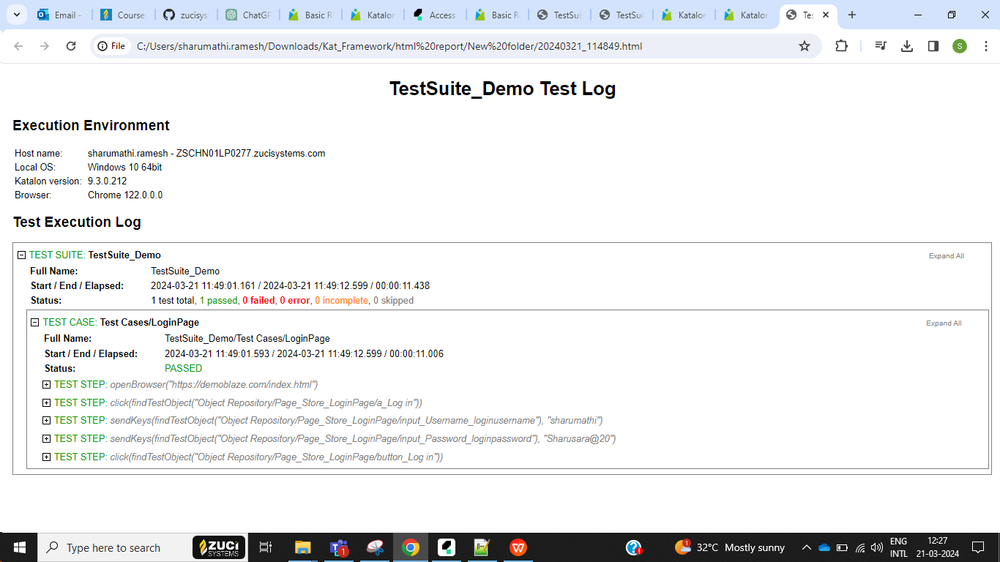 Email -
Course
zucisys
ChatGP
Basic R
Katalon
Access
Basic R
TestSui
TestSui
Katalon
Katalon
Tes
File
C:/Users/sharumathi.ramesh/Downloads/Kat_Framework/html%20report/New%20folder/20240321_114849.html
S
TestSuite_Demo Test Log
Execution Environment
Host name: sharumathi.ramesh - ZSCHN01LP0277.zucisystems.com
Local OS: Windows 10 64bit
Katalon version: 9.3.0.212
Browser: Chrome 122.0.0.0
Test Execution Log
TEST SUITE: TestSuite_Demo Expand All
Full Name: TestSuite_Demo
Start / End / Elapsed: 2024-03-21 11:49:01.161 / 2024-03-21 11:49:12.599 / 00:00:11.438
Status: 1 test total, 1 passed, 0 failed, 0 error, 0 incomplete, 0 skipped
TEST CASE: Test Cases/LoginPage Expand All
Full Name: TestSuite_Demo/Test Cases/LoginPage
Start / End / Elapsed: 2024-03-21 11:49:01.593 / 2024-03-21 11:49:12.599 / 00:00:11.006
Status: PASSED
TEST STEP: openBrowser("https://demoblaze.com/index.html")
TEST STEP: click(findTestObject("Object Repository/Page_Store_LoginPage/a_Log in"))
TEST STEP: sendKeys(findTestObject("Object Repository/Page_Store_LoginPage/input_Username_loginusername"), "sharumathi")
TEST STEP: sendKeys(findTestObject("Object Repository/Page_Store_LoginPage/input_Password_loginpassword"), "Sharusara@20")
TEST STEP: click(findTestObject("Object Repository/Page_Store_LoginPage/button_Log in"))
Type here to search
ZUCI
SYSTEMS
1
1
32°C Mostly sunny
ENG
INTL
12:27
21-03-2024